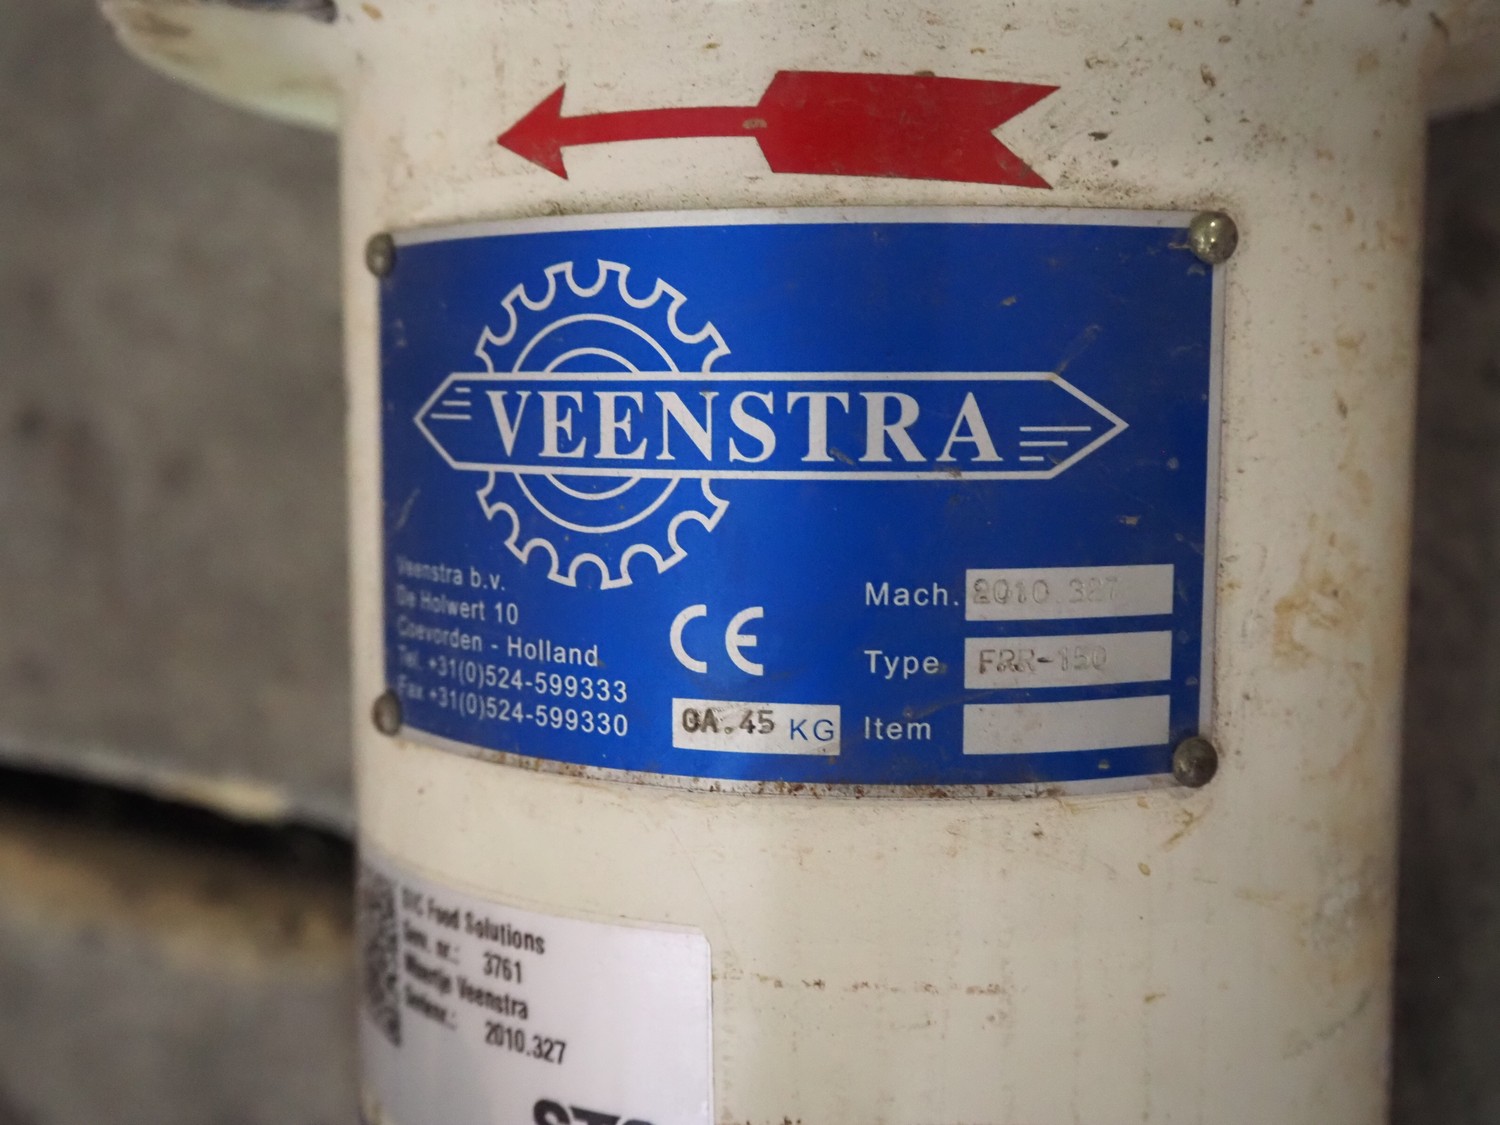 VEENSTRA
Veenstra b.v.
De Holwert 10
Coevorden - Holland
Tel. +31(0)524-599333
Fax +31(0)524-599330
CE
CA.45 KG
Mach. 2010.327
Type FRR-150
Item
Food Solutions
nr.: 3761
Veenstra
2010.327